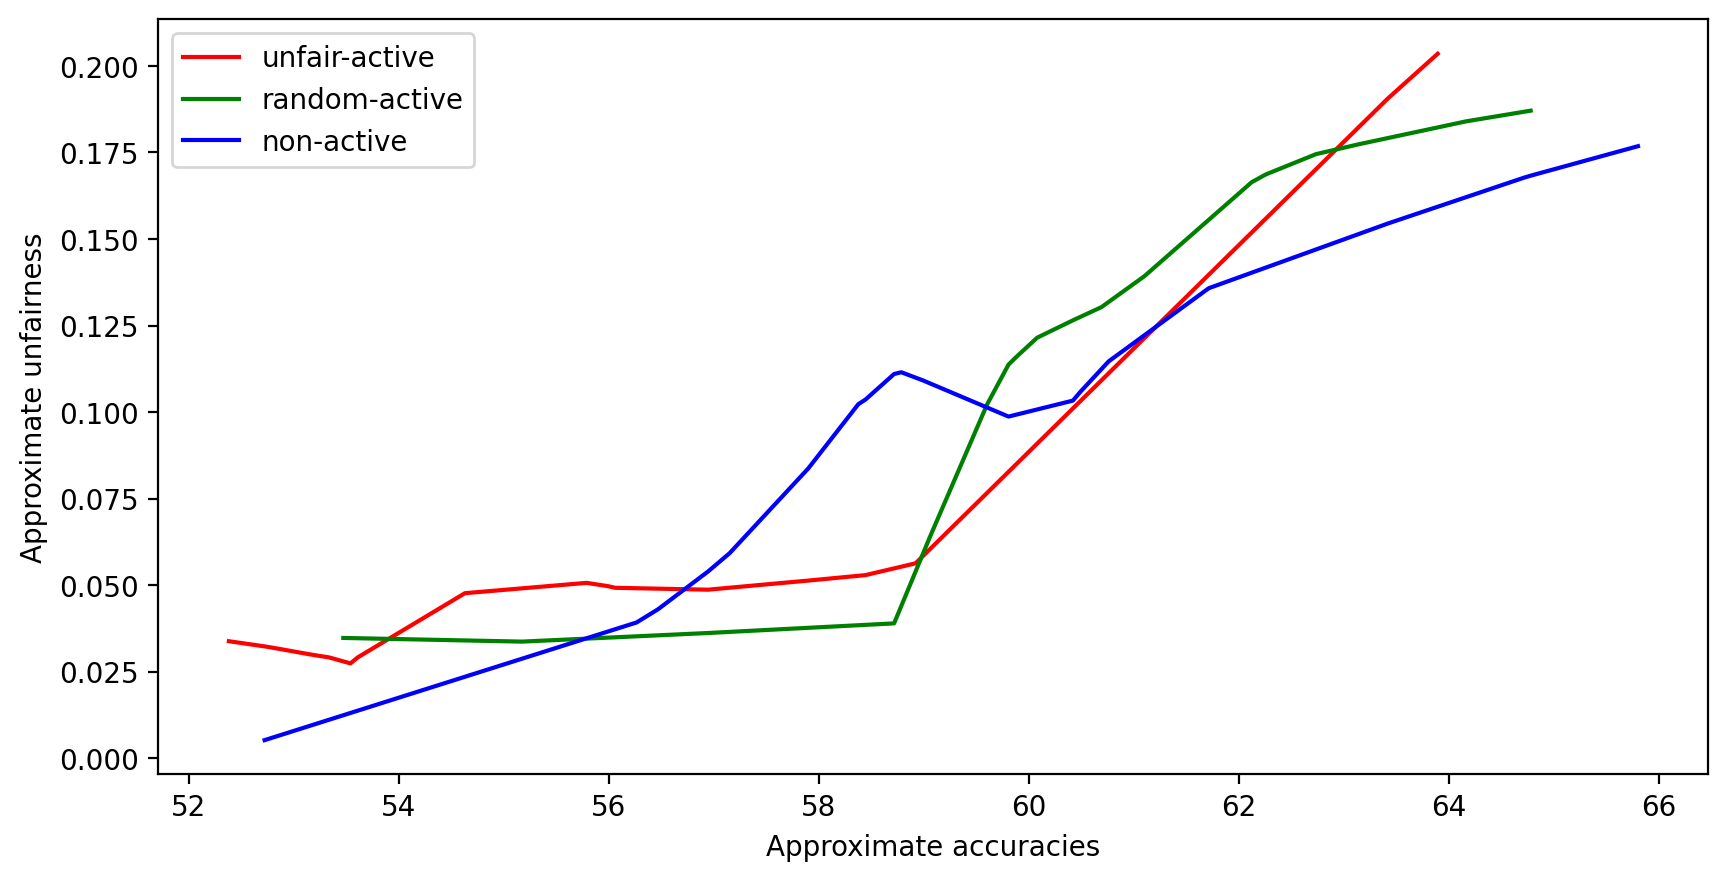 unfair-active
random-active
non-active
0.200
0.175
0.150
0.125
0.100
0.075
0.050
0.025
0.000
Approximate unfairness
52 54 56 58 60 62 64 66
Approximate accuracies